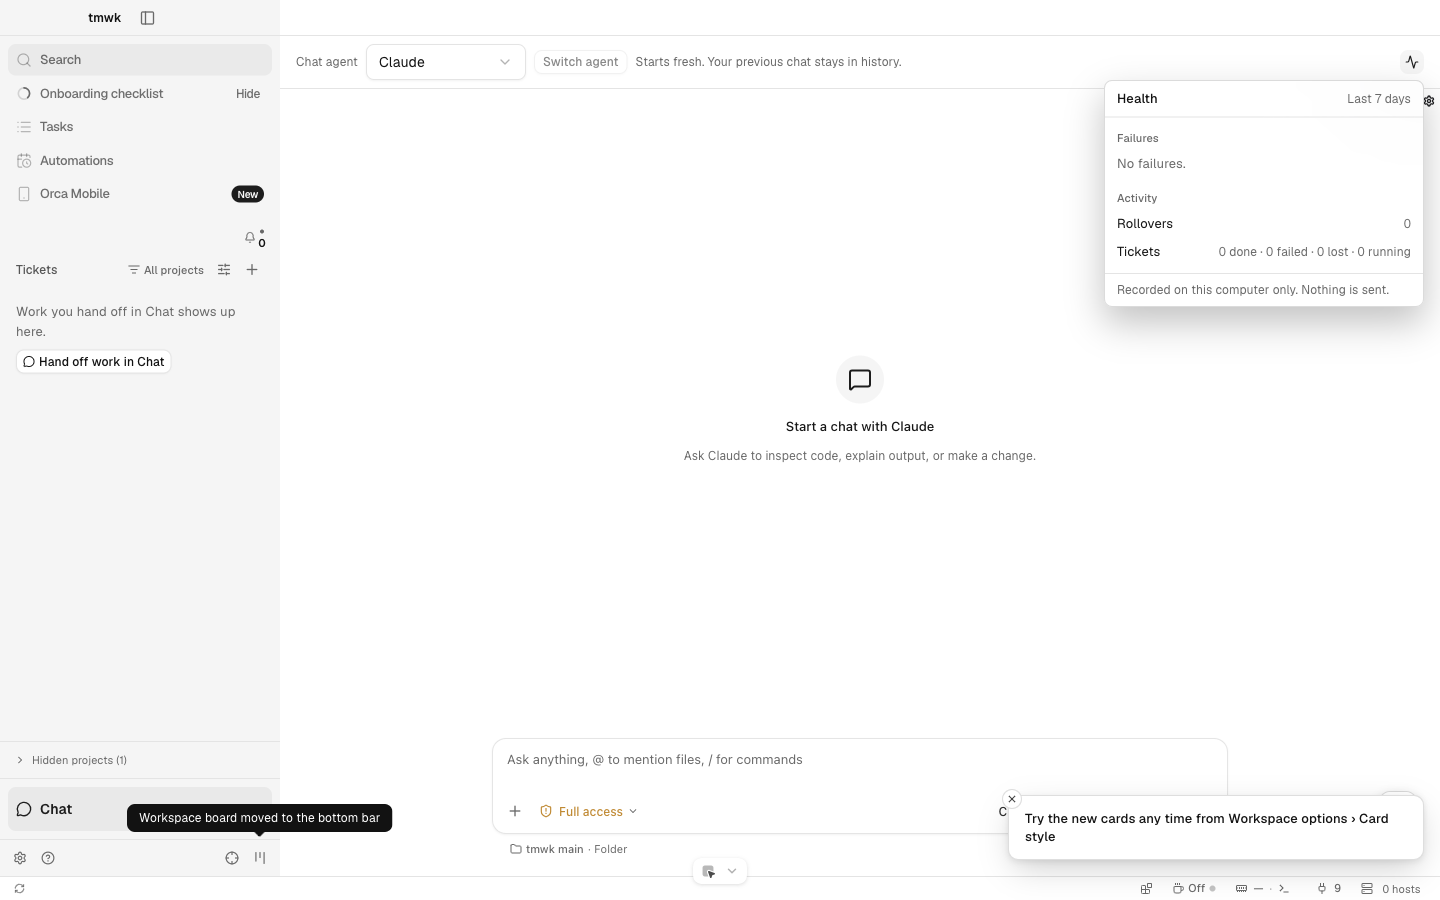 tmwk
Search
Onboarding checklist Hide
Tasks
Automations
Orca Mobile New
0
Tickets All projects
Work you hand off in Chat shows up
here.
Hand off work in Chat
Hidden projects (1)
Chat
Workspace board moved to the bottom bar
Chat agent Claude Switch agent Starts fresh. Your previous chat stays in history.
Health Last 7 days
Failures
No failures.
Activity
Rollovers 0
Tickets 0 done · 0 failed · 0 lost · 0 running
Recorded on this computer only. Nothing is sent.
Start a chat with Claude
Ask Claude to inspect code, explain output, or make a change.
Ask anything, @ to mention files, / for commands
Full access
tmwk main · Folder
Try the new cards any time from Workspace options › Card
style
Off — · 9 0 hosts